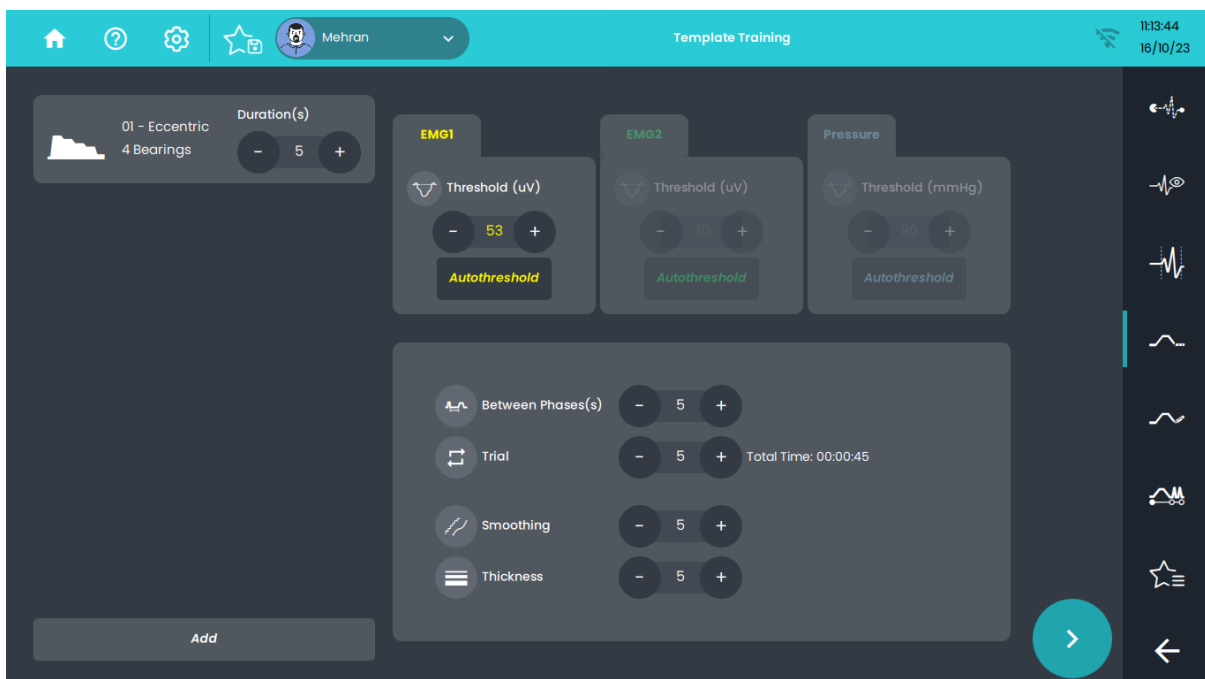 Mehran
Template Training
11:13:44
16/10/23
01 - Eccentric
4 Bearings
Duration(s)
- 5 +
Add
EMG1
Threshold (uV)
- 53 +
Autothreshold
EMG2
Threshold (uV)
- 30 +
Autothreshold
Pressure
Threshold (mmHg)
- 90 +
Autothreshold
Between Phases(s) - 5 +
Trial - 5 + Total Time: 00:00:45
Smoothing - 5 +
Thickness - 5 +